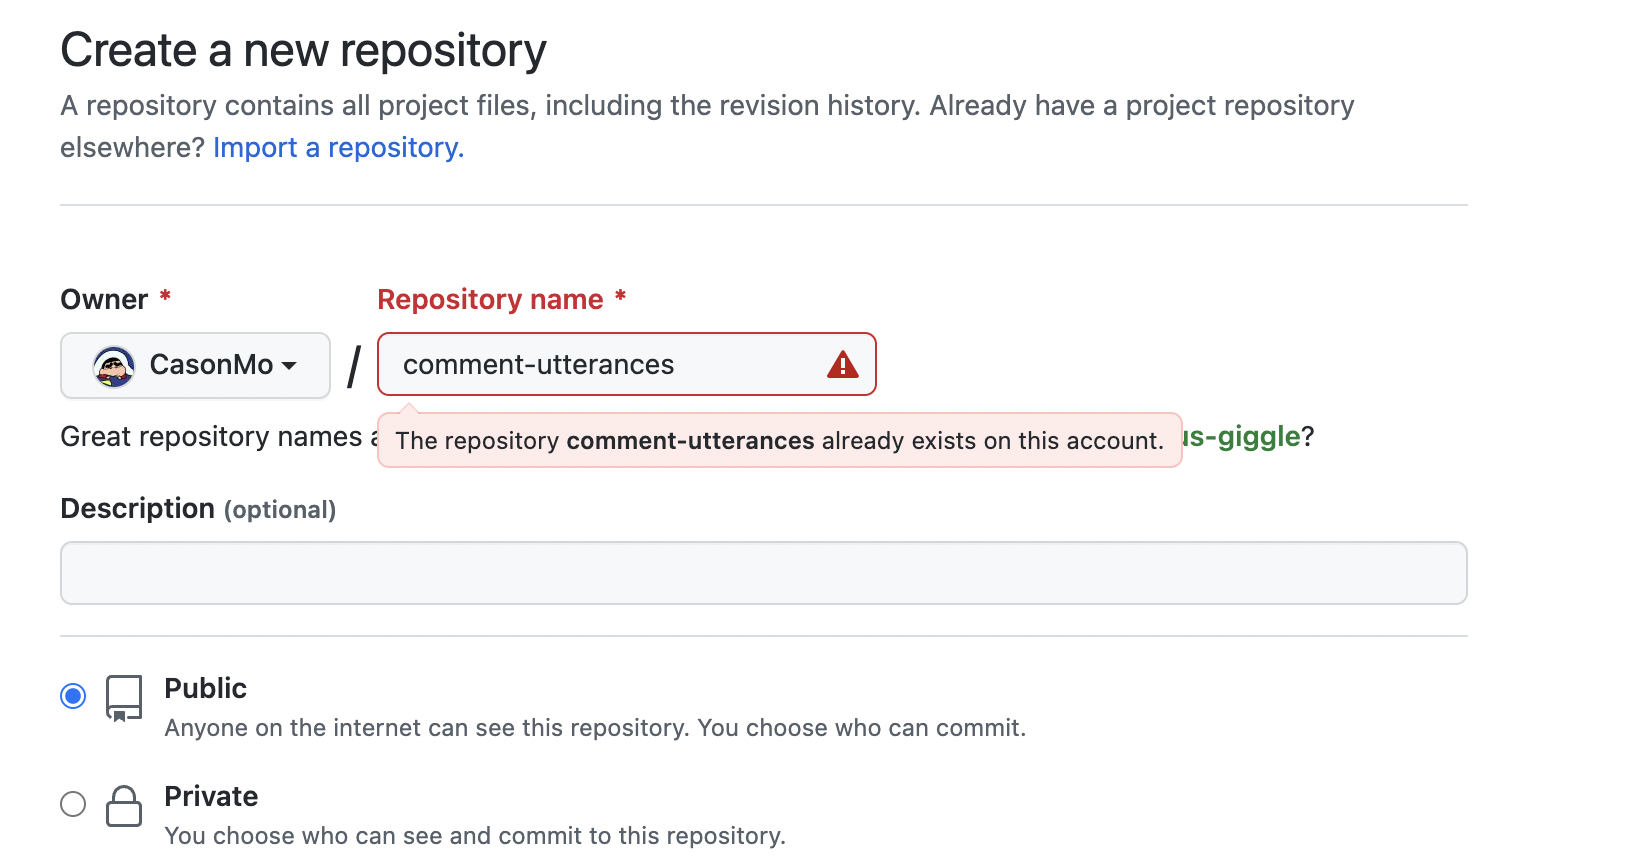 Create a new repository
A repository contains all project files, including the revision history. Already have a project repository
elsewhere? Import a repository.
Owner * Repository name *
CasonMo / comment-utterances
Great repository names us-giggle?
The repository comment-utterances already exists on this account.
Description (optional)
Public
Anyone on the internet can see this repository. You choose who can commit.
Private
You choose who can see and commit to this repository.